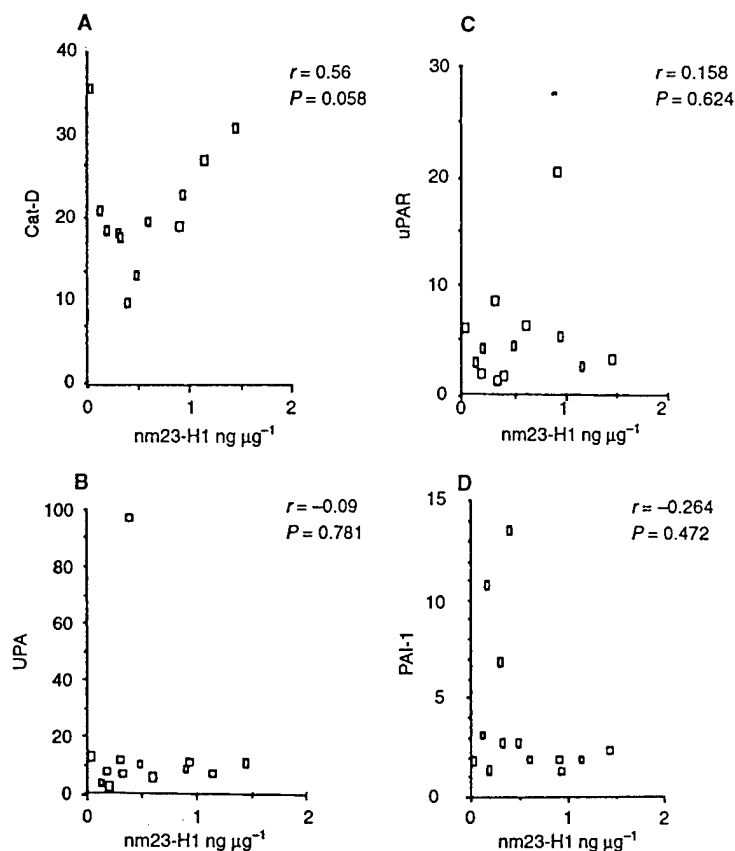 A
r = 0.56
P = 0.058
40
30
20
10
0
Cat-D
0 1 2
nm23-H1 ng µg⁻¹
C
r = 0.158
P = 0.624
30
20
10
0
uPAR
0 1 2
nm23-H1 ng µg⁻¹
B
r = –0.09
P = 0.781
100
80
60
40
20
0
UPA
0 1 2
nm23-H1 ng µg⁻¹
D
r = –0.264
P = 0.472
15
10
5
0
PAI-1
0 1 2
nm23-H1 ng µg⁻¹